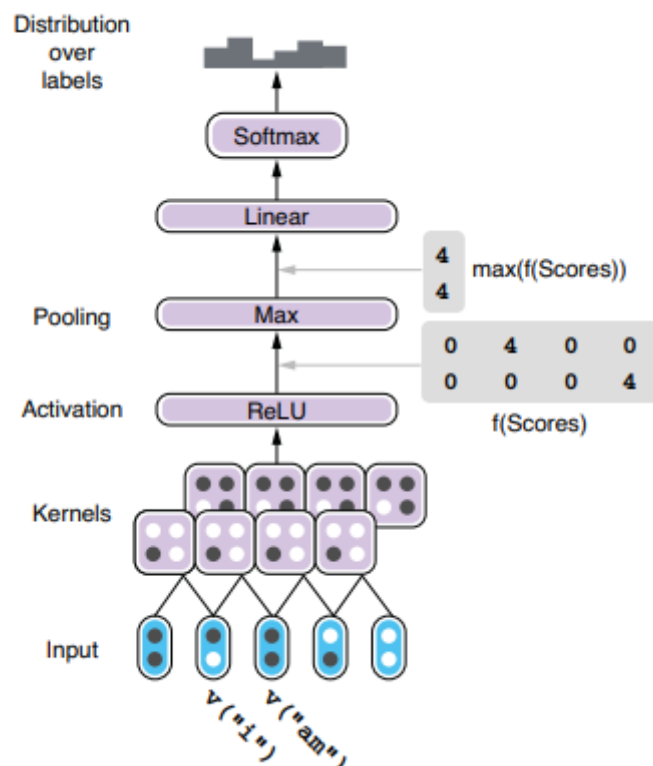 Distribution
over
labels
Softmax
Linear
4
4
max(f(Scores))
Pooling
Max
0 4 0 0
0 0 0 4
f(Scores)
Activation
ReLU
Kernels
Input
v("i")
v("am")